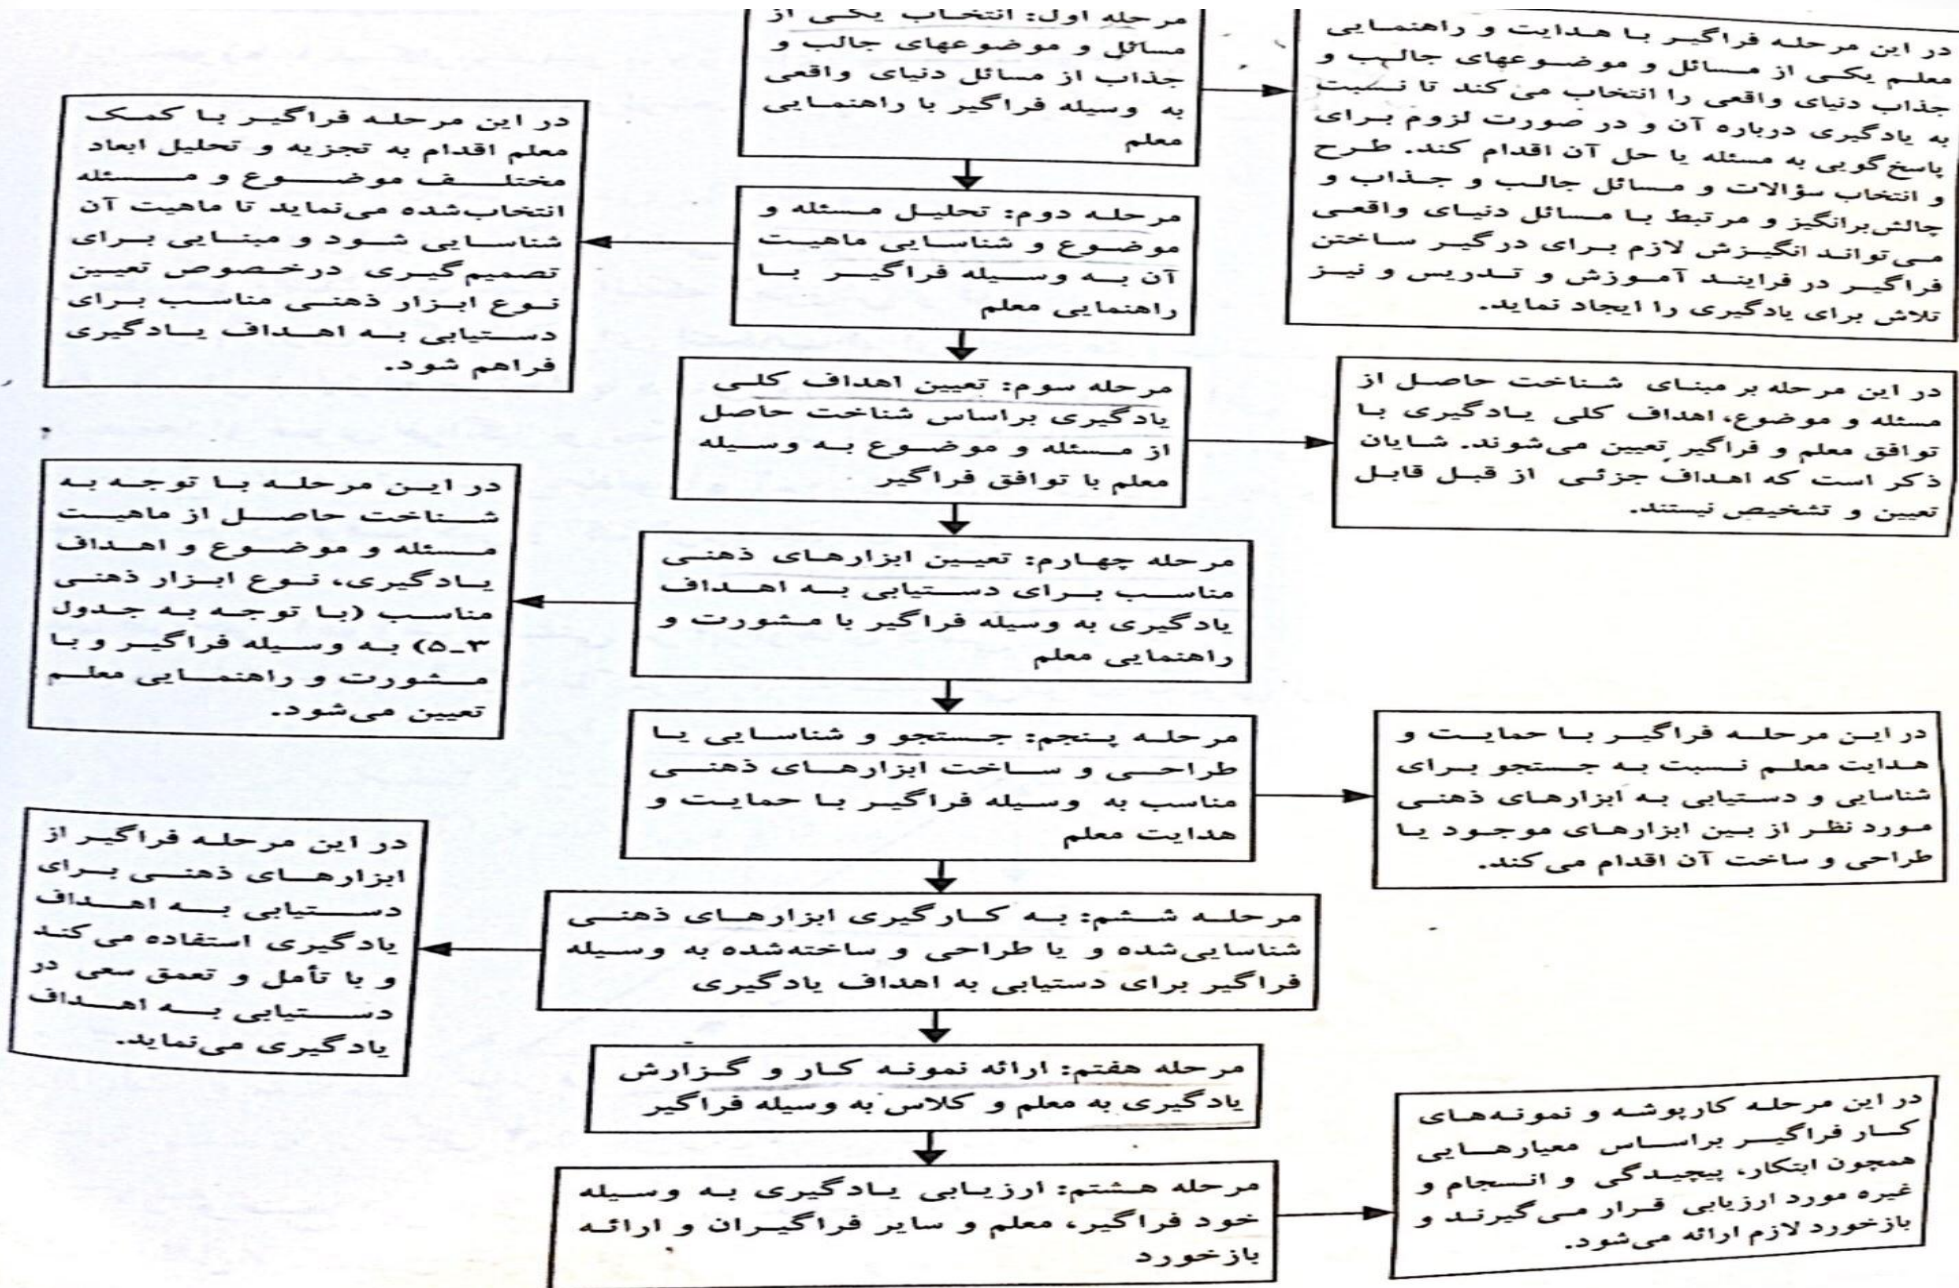 مرحله اول: انتخاب یکی از
مسائل و موضوعهای جالب و
جذاب از مسائل دنیای واقعی
به وسیله فراگیر با راهنمایی
معلم
در این مرحله فراگیر با هدایت و راهنمایی
معلم یکی از مسائل و موضوعهای جالب و
جذاب دنیای واقعی را انتخاب می‌کند تا نسبت
به یادگیری درباره آن و در صورت لزوم برای
پاسخ‌گویی به مسئله یا حل آن اقدام کند. طرح
و انتخاب سؤالات و مسائل جالب و جذاب و
چالش‌برانگیز و مرتبط با مسائل دنیای واقعی
می‌تواند انگیزش لازم برای درگیر ساختن
فراگیر در فرایند آموزش و تدریس و نیز
تلاش برای یادگیری را ایجاد نماید.
مرحله دوم: تحلیل مسئله و
موضوع و شناسایی ماهیت
آن به وسیله فراگیر با
راهنمایی معلم
در این مرحله فراگیر با کمک
معلم اقدام به تجزیه و تحلیل ابعاد
مختلف موضوع و مسئله
انتخاب‌شده می‌نماید تا ماهیت آن
شناسایی شود و مبنایی برای
تصمیم‌گیری درخصوص تعیین
نوع ابزار ذهنی مناسب برای
دستیابی به اهداف یادگیری
فراهم شود.
مرحله سوم: تعیین اهداف کلی
یادگیری براساس شناخت حاصل
از مسئله و موضوع به وسیله
معلم با توافق فراگیر
در این مرحله بر مبنای شناخت حاصل از
مسئله و موضوع، اهداف کلی یادگیری با
توافق معلم و فراگیر تعیین می‌شوند. شایان
ذکر است که اهداف جزئی از قبل قابل
تعیین و تشخیص نیستند.
مرحله چهارم: تعیین ابزارهای ذهنی
مناسب برای دستیابی به اهداف
یادگیری به وسیله فراگیر با مشورت و
راهنمایی معلم
در این مرحله با توجه به
شناخت حاصل از ماهیت
مسئله و موضوع و اهداف
یادگیری، نوع ابزار ذهنی
مناسب (با توجه به جدول
۳ـ۵) به وسیله فراگیر و با
مشورت و راهنمایی معلم
تعیین می‌شود.
مرحله پنجم: جستجو و شناسایی یا
طراحی و ساخت ابزارهای ذهنی
مناسب به وسیله فراگیر با حمایت و
هدایت معلم
در این مرحله فراگیر با حمایت و
هدایت معلم نسبت به جستجو برای
شناسایی و دستیابی به ابزارهای ذهنی
مورد نظر از بین ابزارهای موجود یا
طراحی و ساخت آن اقدام می‌کند.
مرحله ششم: به کارگیری ابزارهای ذهنی
شناسایی‌شده و یا طراحی و ساخته‌شده به وسیله
فراگیر برای دستیابی به اهداف یادگیری
در این مرحله فراگیر از
ابزارهای ذهنی برای
دستیابی به اهداف
یادگیری استفاده می‌کند
و با تأمل و تعمق سعی در
دستیابی به اهداف
یادگیری می‌نماید.
مرحله هفتم: ارائه نمونه کار و گزارش
یادگیری به معلم و کلاس به وسیله فراگیر
مرحله هشتم: ارزیابی یادگیری به وسیله
خود فراگیر، معلم و سایر فراگیران و ارائه
بازخورد
در این مرحله کارپوشه و نمونه‌های
کار فراگیر براساس معیارهایی
همچون ابتکار، پیچیدگی و انسجام و
غیره مورد ارزیابی قرار می‌گیرند و
بازخورد لازم ارائه می‌شود.